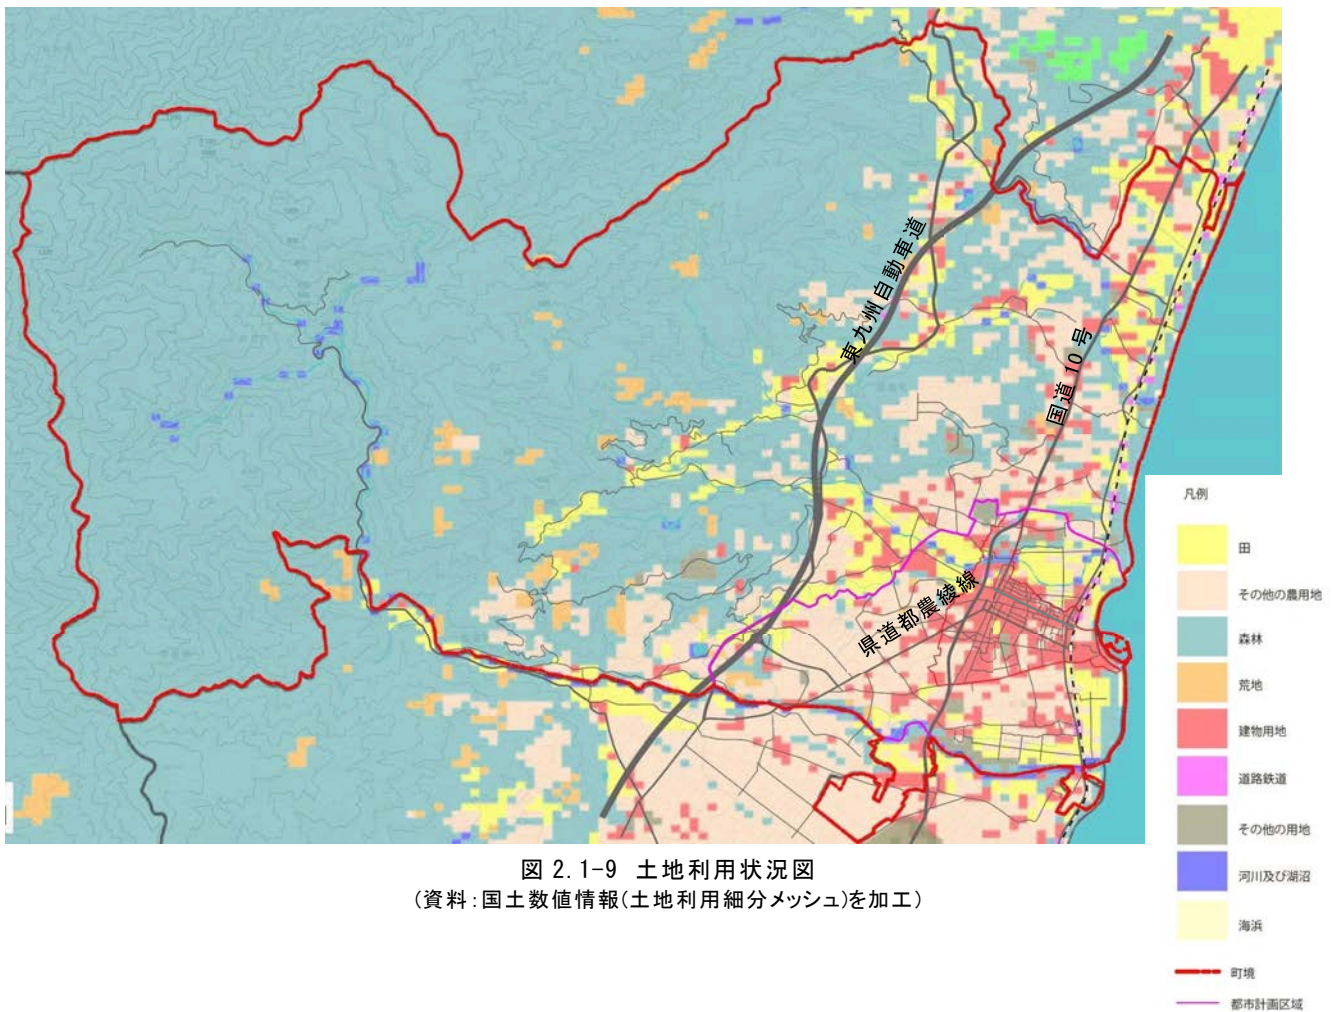 東九州自動車道
国道 10 号
県道都農綾線
凡例
田
その他の農用地
森林
荒地
建物用地
道路鉄道
その他の用地
河川及び湖沼
海浜
町境
都市計画区域
図 2.1-9 土地利用状況図
(資料:国土数値情報(土地利用細分メッシュ)を加工)